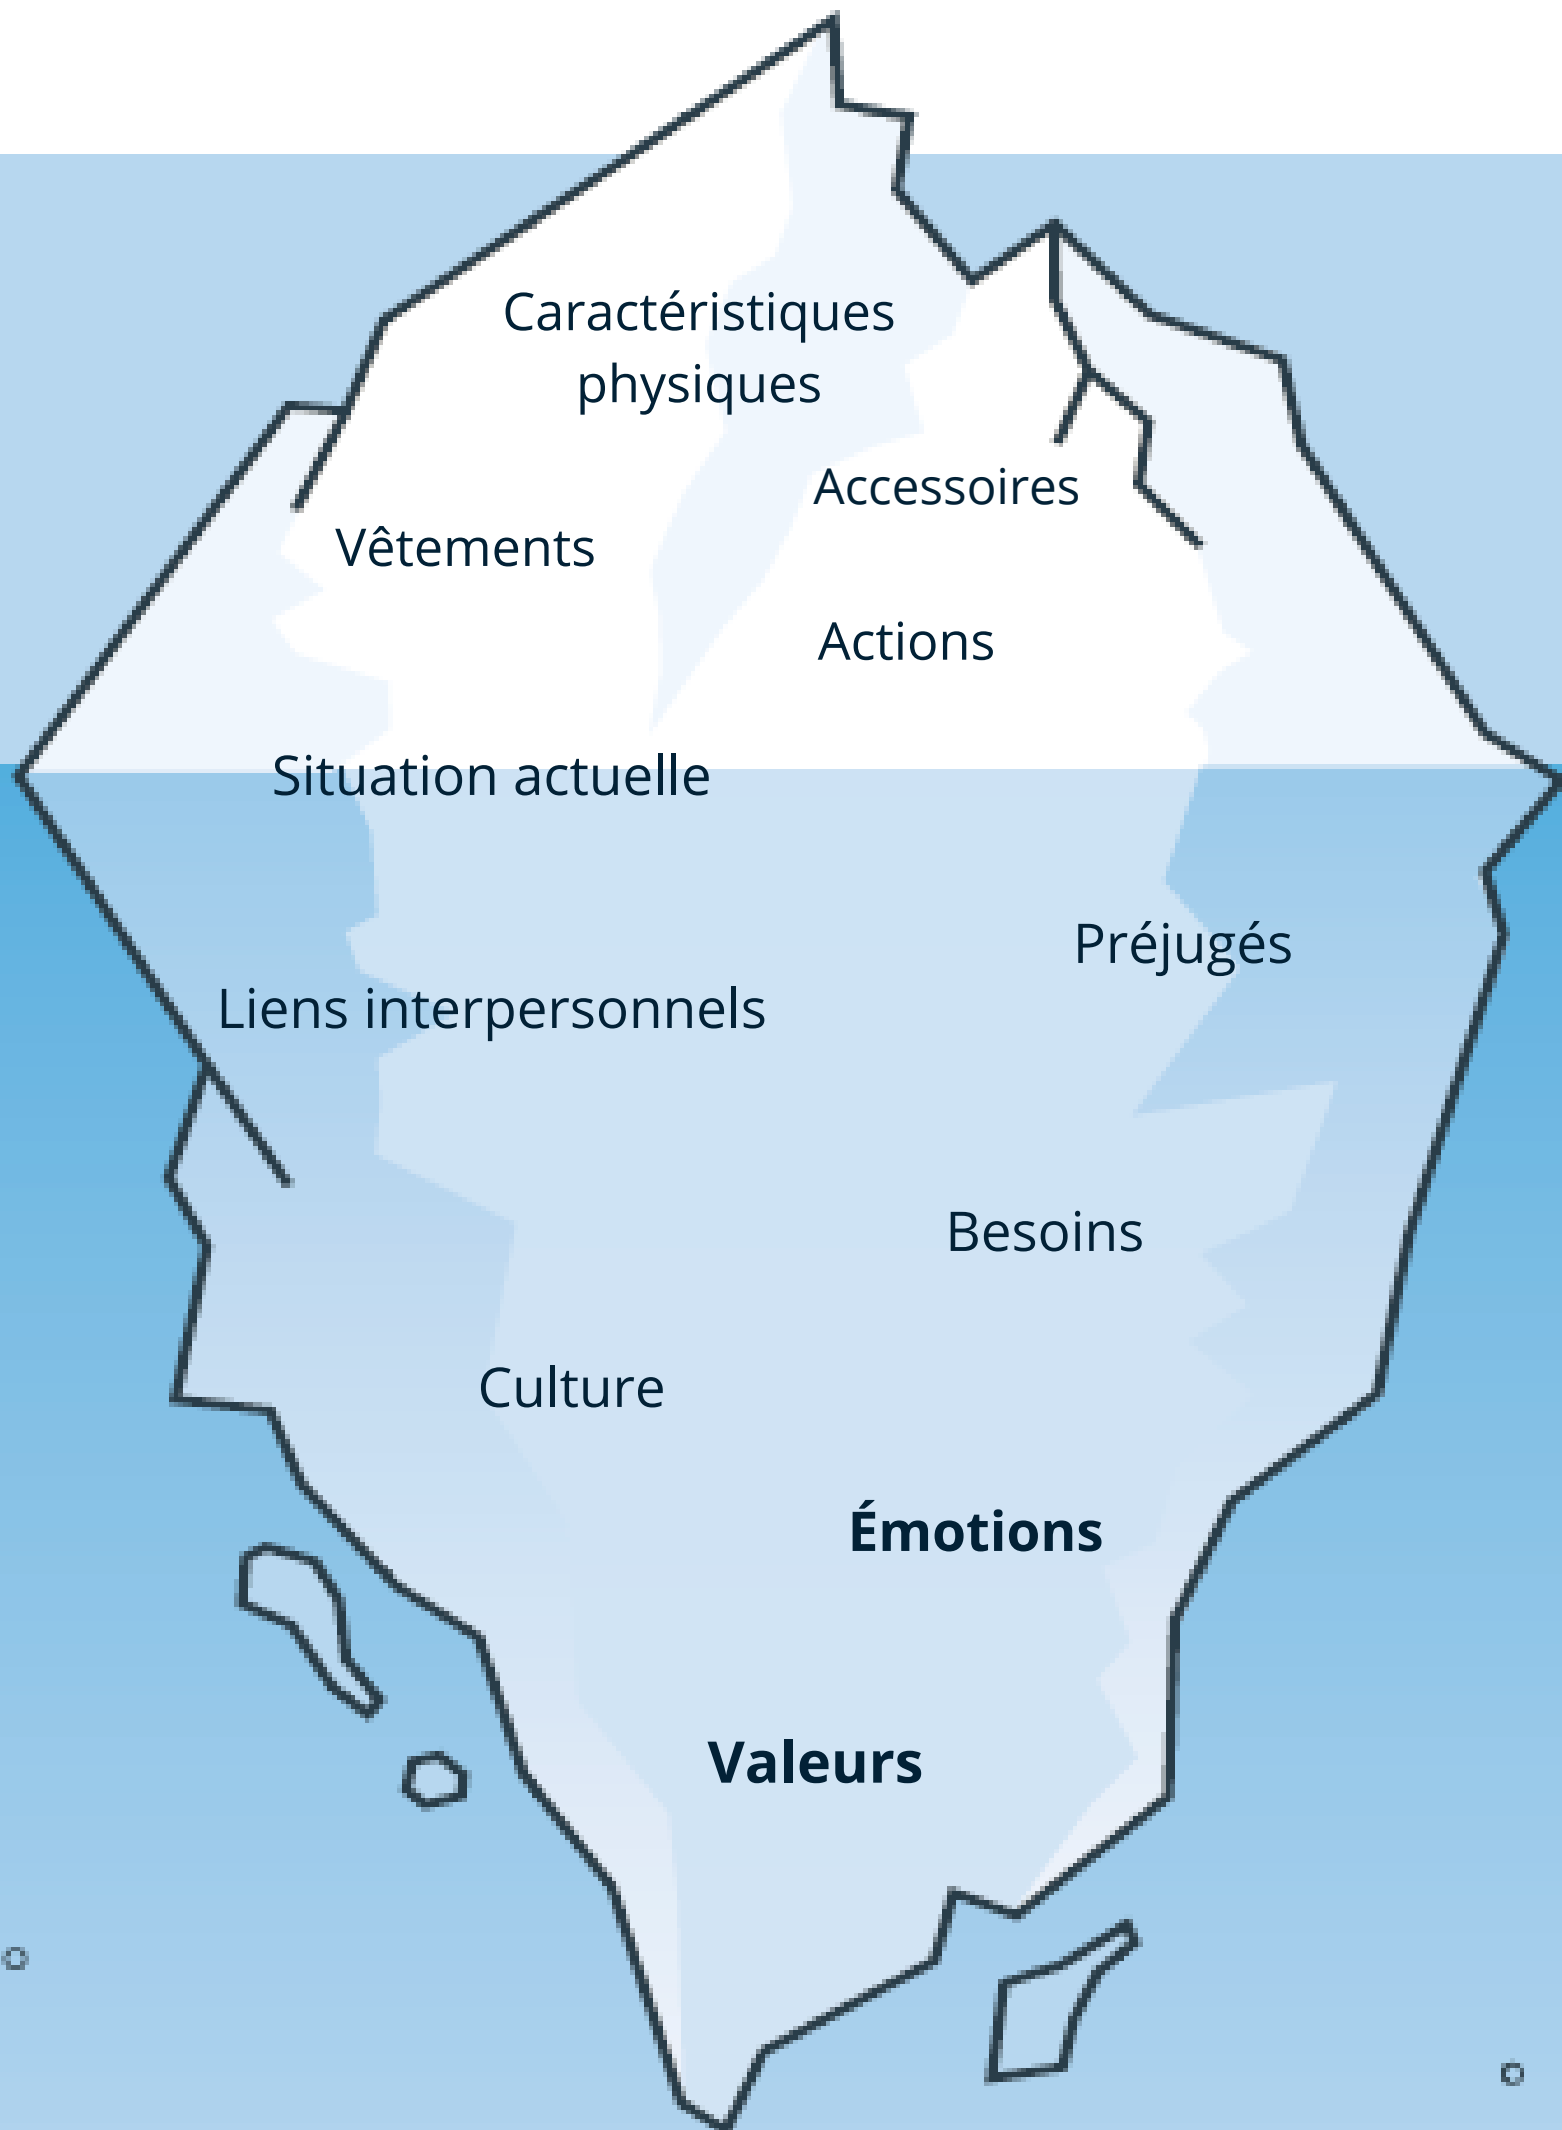 Caractéristiques
physiques
Accessoires
Vêtements
Actions
Situation actuelle
Préjugés
Liens interpersonnels
Besoins
Culture
Émotions
Valeurs